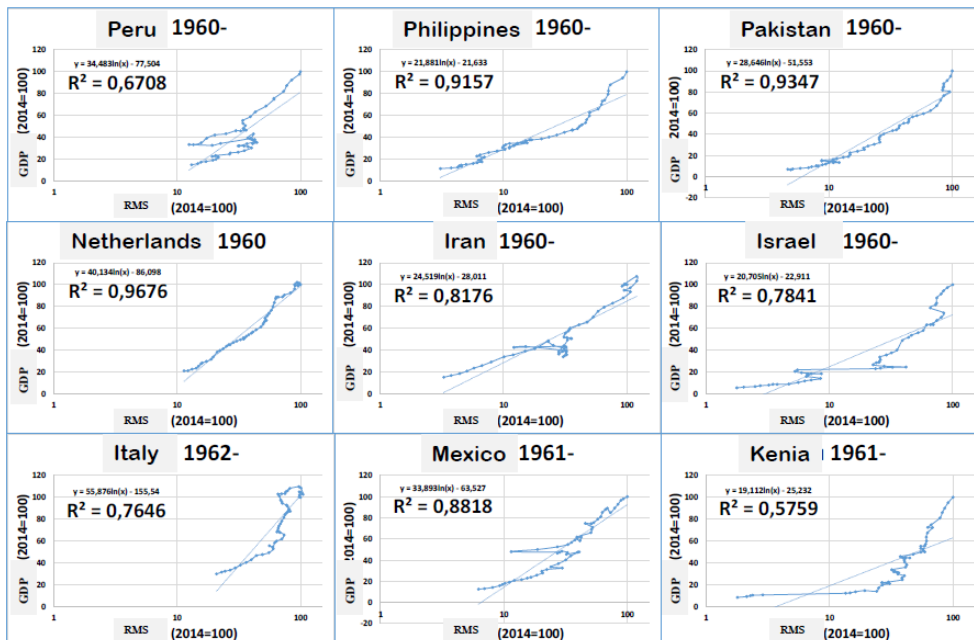 Peru 1960-
120
y = 34,483ln(x) - 77,504
R² = 0,6708
100
80
60
40
20
0
GDP (2014=100)
1
10
100
RMS (2014=100)
Philippines 1960-
120
y = 21,881ln(x) - 21,633
R² = 0,9157
100
80
60
40
20
0
GDP (2014=100)
1
10
100
RMS (2014=100)
Pakistan 1960-
120
y = 28,646ln(x) - 51,553
R² = 0,9347
100
80
60
40
20
0
-20
GDP 2014=100)
1
10
100
RMS (2014=100)
Netherlands 1960
120
y = 40,134ln(x) - 86,098
R² = 0,9676
100
80
60
40
20
0
GDP (2014=100)
1
10
100
RMS (2014=100)
Iran 1960-
120
y = 24,519ln(x) - 28,011
R² = 0,8176
100
80
60
40
20
0
GDP (2014=100)
1
10
100
RMS (2014=100)
Israel 1960-
120
y = 20,705ln(x) - 22,911
R² = 0,7841
100
80
60
40
20
0
GDP (2014=100)
1
10
100
RMS (2014=100)
Italy 1962-
120
y = 55,876ln(x) - 155,54
R² = 0,7646
100
80
60
40
20
0
GDP (2014=100)
1
10
100
RMS (2014=100)
Mexico 1961-
120
y = 33,893ln(x) - 63,527
R² = 0,8818
100
80
60
40
20
0
-20
GDP 2014=100)
1
10
100
RMS (2014=100)
Kenia 1961-
120
y = 19,112ln(x) - 25,232
R² = 0,5759
100
80
60
40
20
0
GDP (2014=100)
1
10
100
RMS (2014=100)